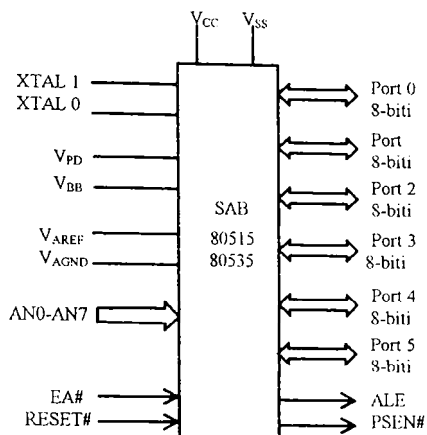 VCC VSS
XTAL 1
XTAL 0
VPD
VBB
VAREF
VAGND
AN0-AN7
EA#
RESET#
SAB
80515
80535
Port 0
8-biti
Port
8-biti
Port 2
8-biti
Port 3
8-biti
Port 4
8-biti
Port 5
8-biti
ALE
PSEN#